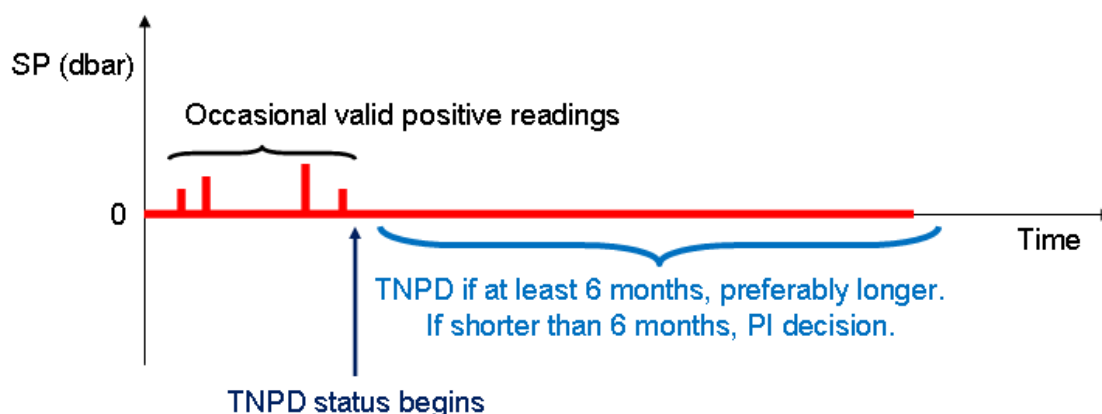 SP (dbar)
Occasional valid positive readings
0
Time
TNPD if at least 6 months, preferably longer.
If shorter than 6 months, PI decision.
TNPD status begins